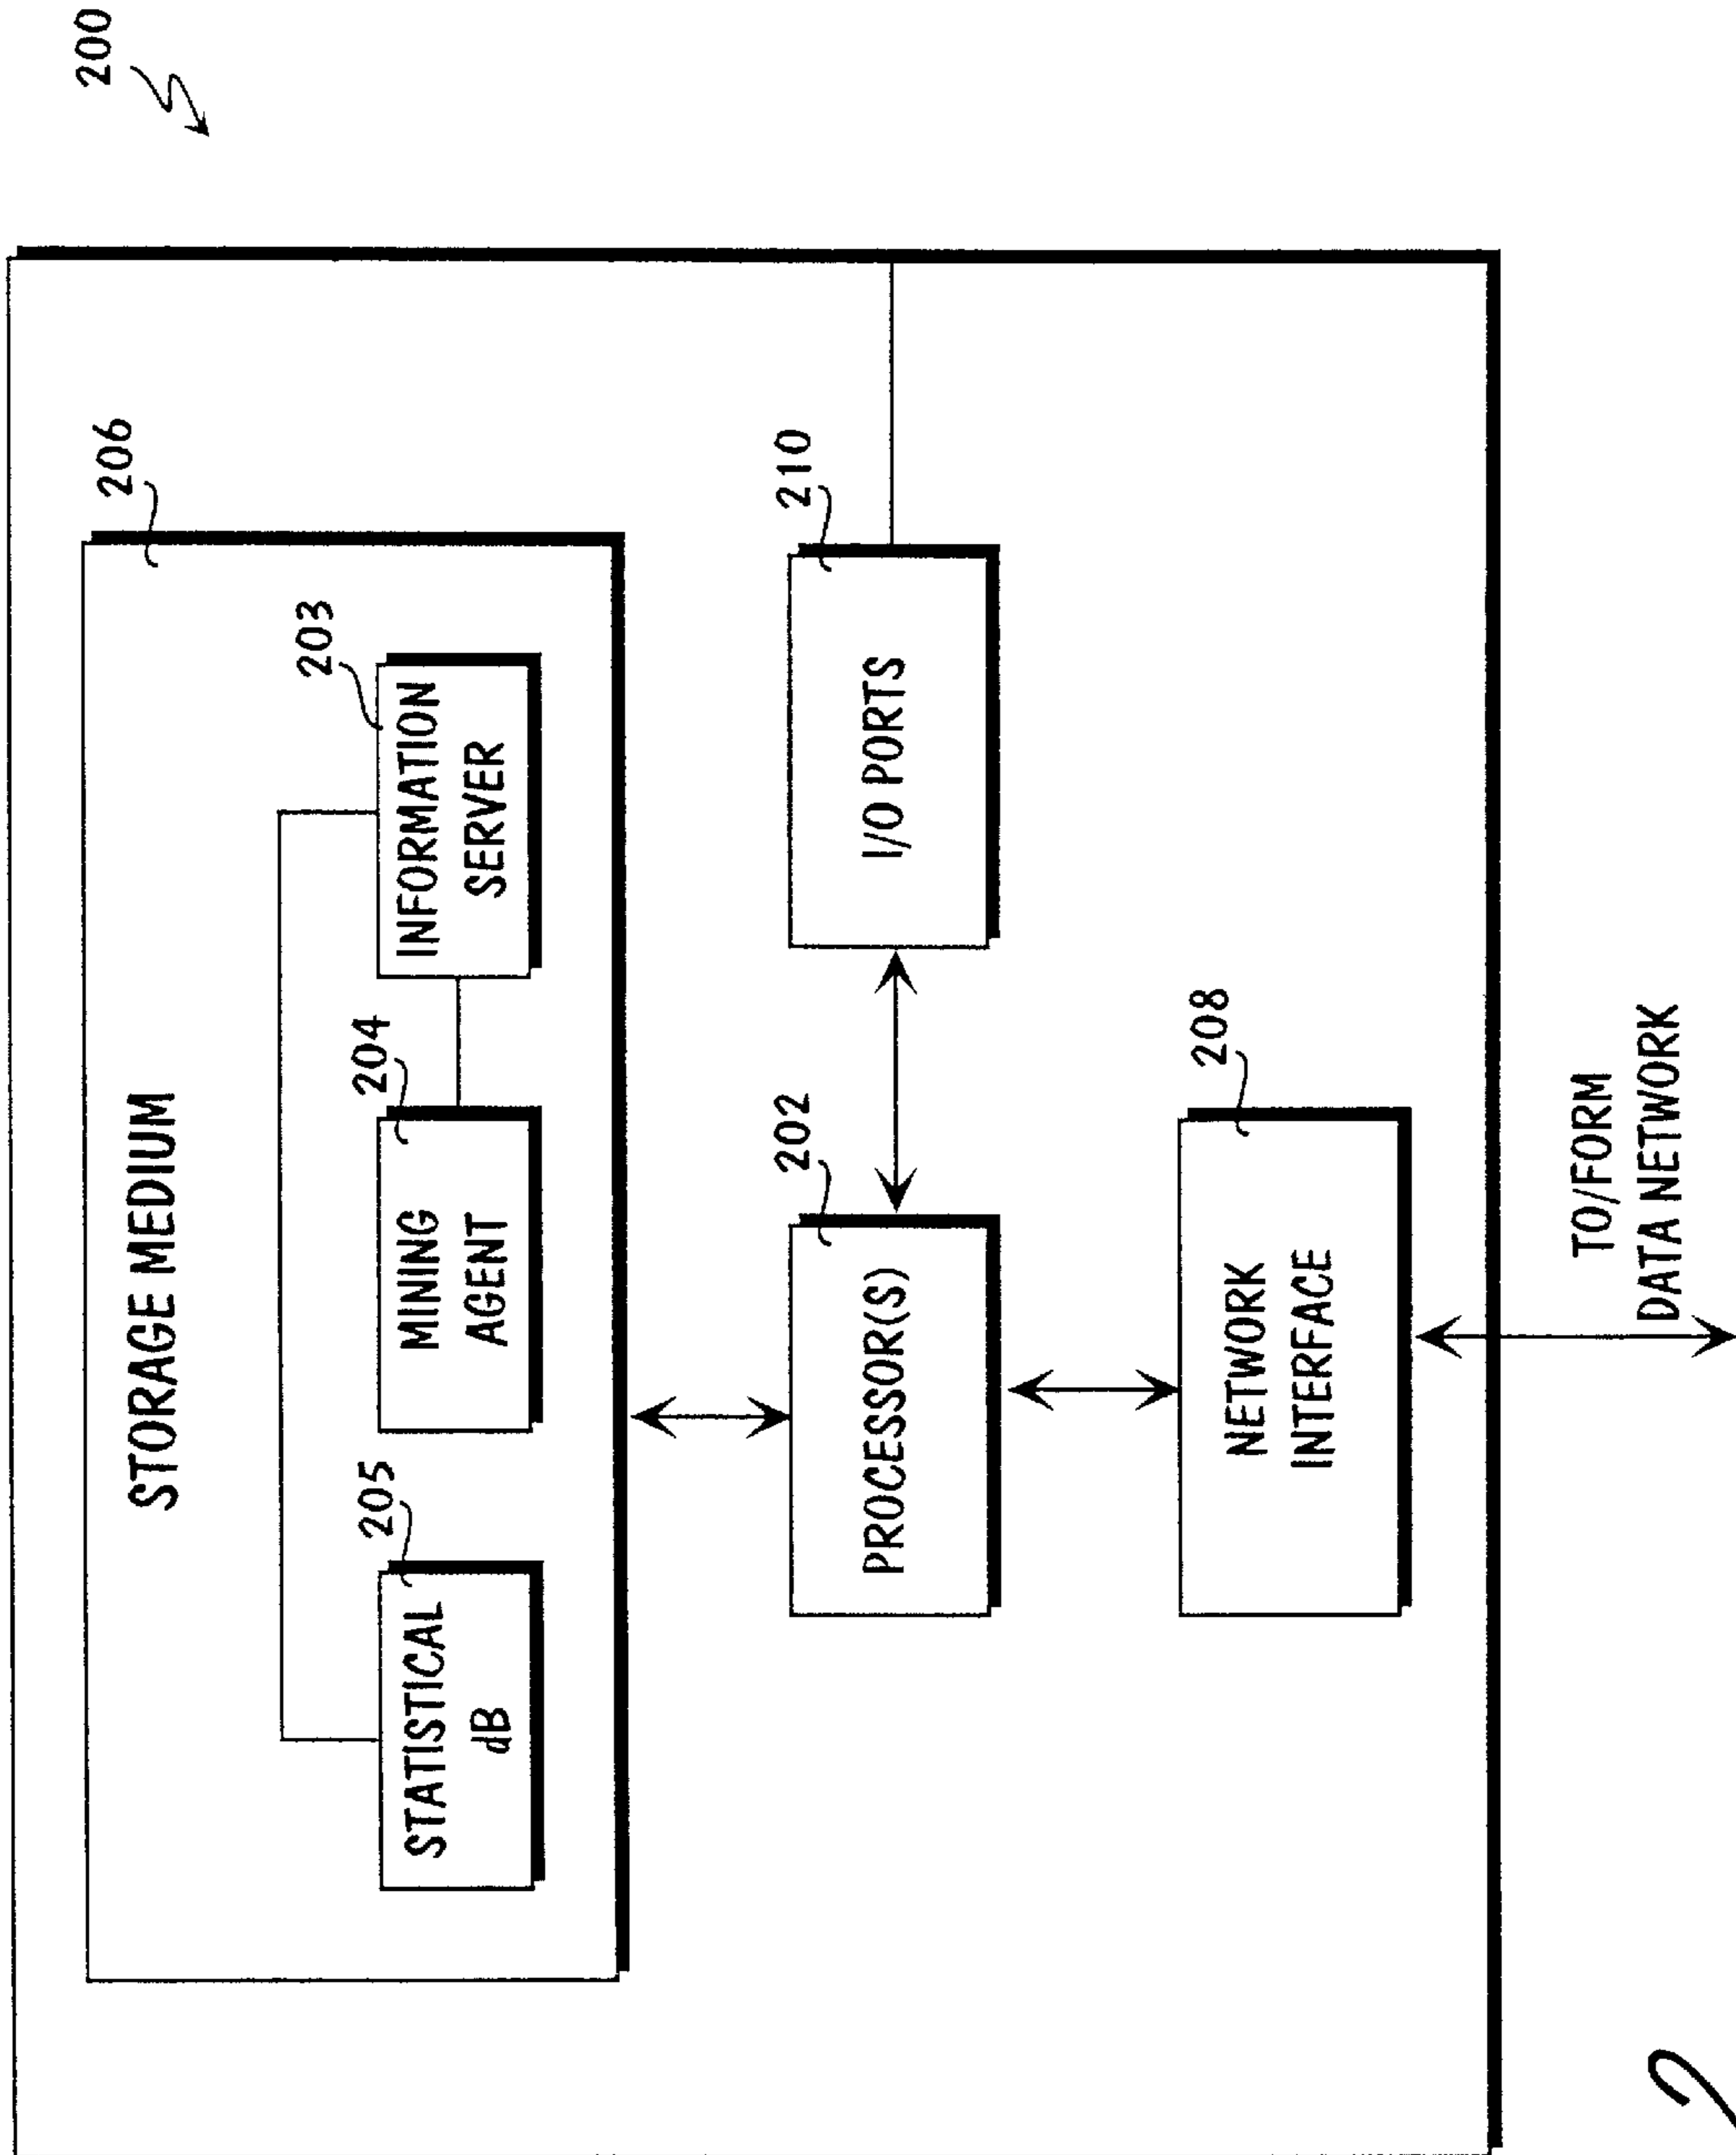 200
206
STORAGE MEDIUM
205
204
203
STATISTICAL
dB
MINING
AGENT
INFORMATION
SERVER
202
210
PROCESSOR(S)
I/O PORTS
208
NETWORK
INTERFACE
TO/FORM
DATA NETWORK
2